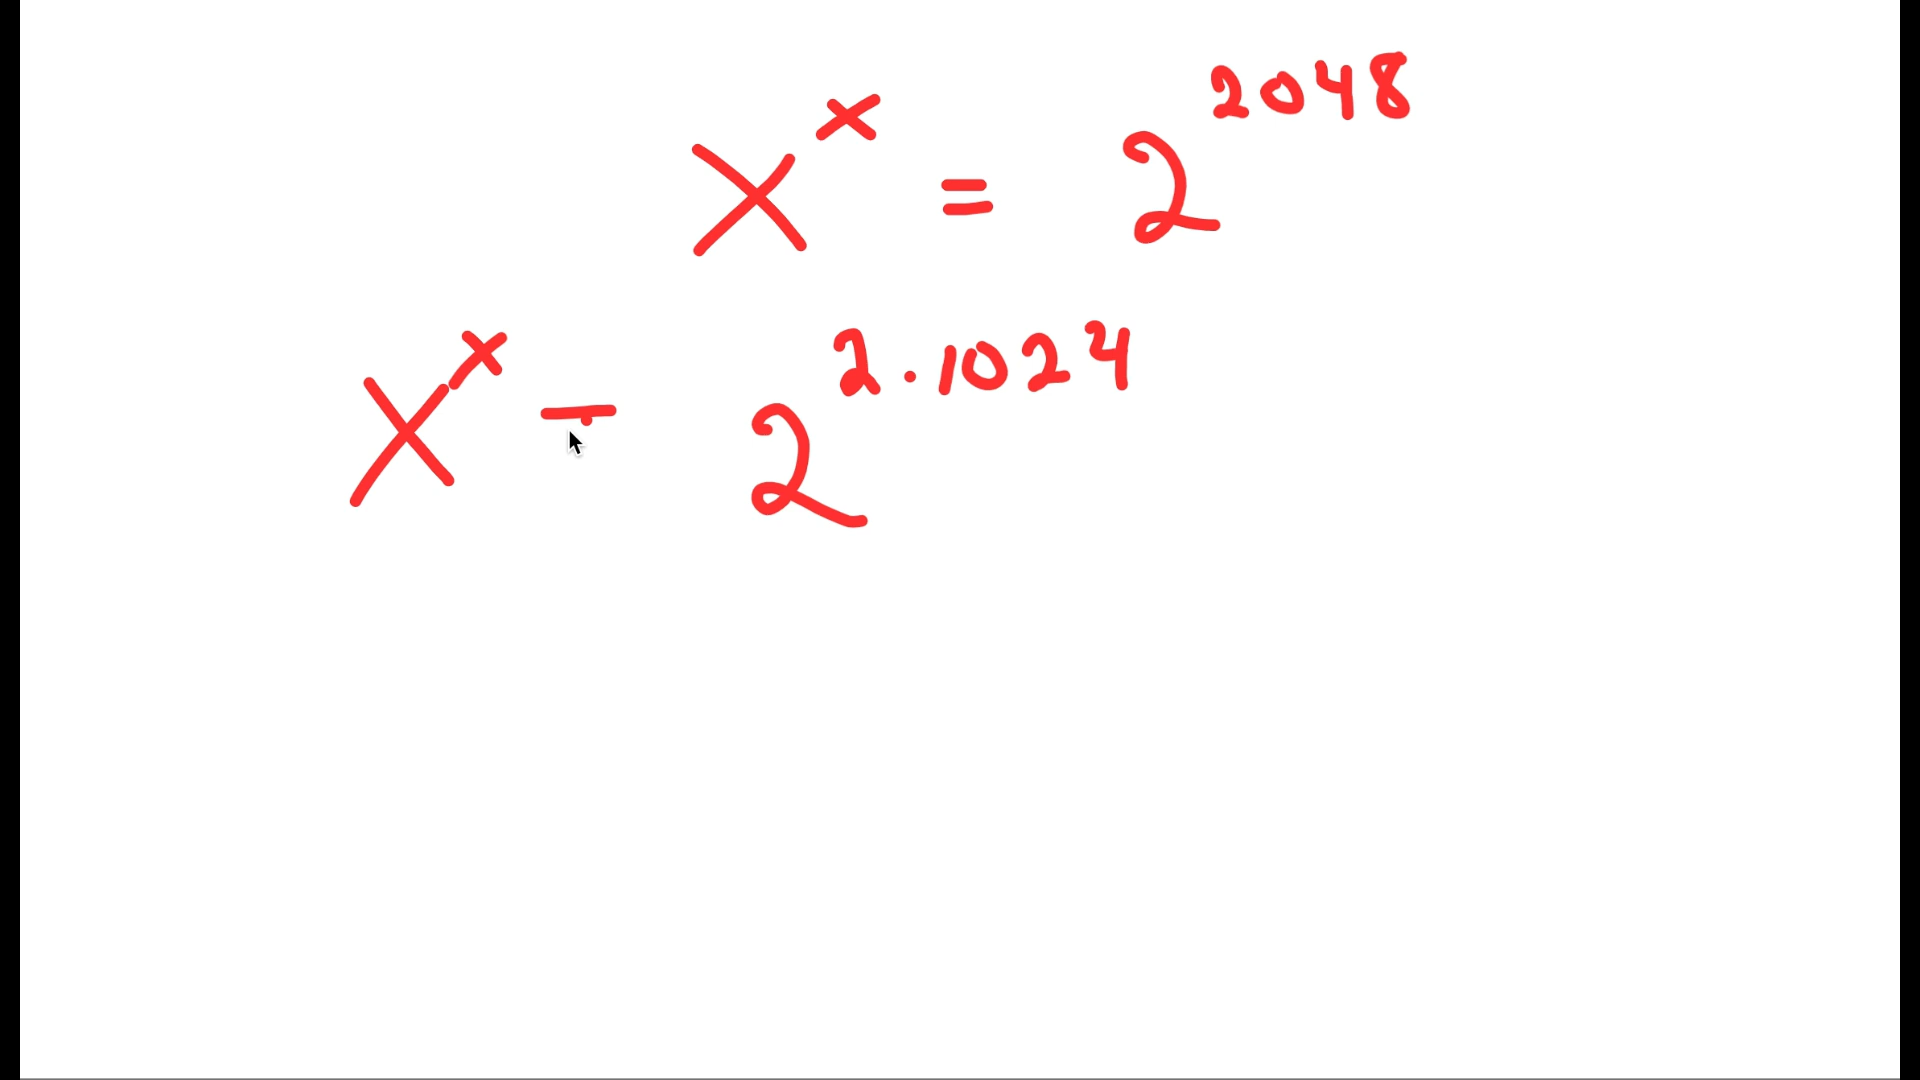 x^x = 2^2048
x^x = 2^2·1024